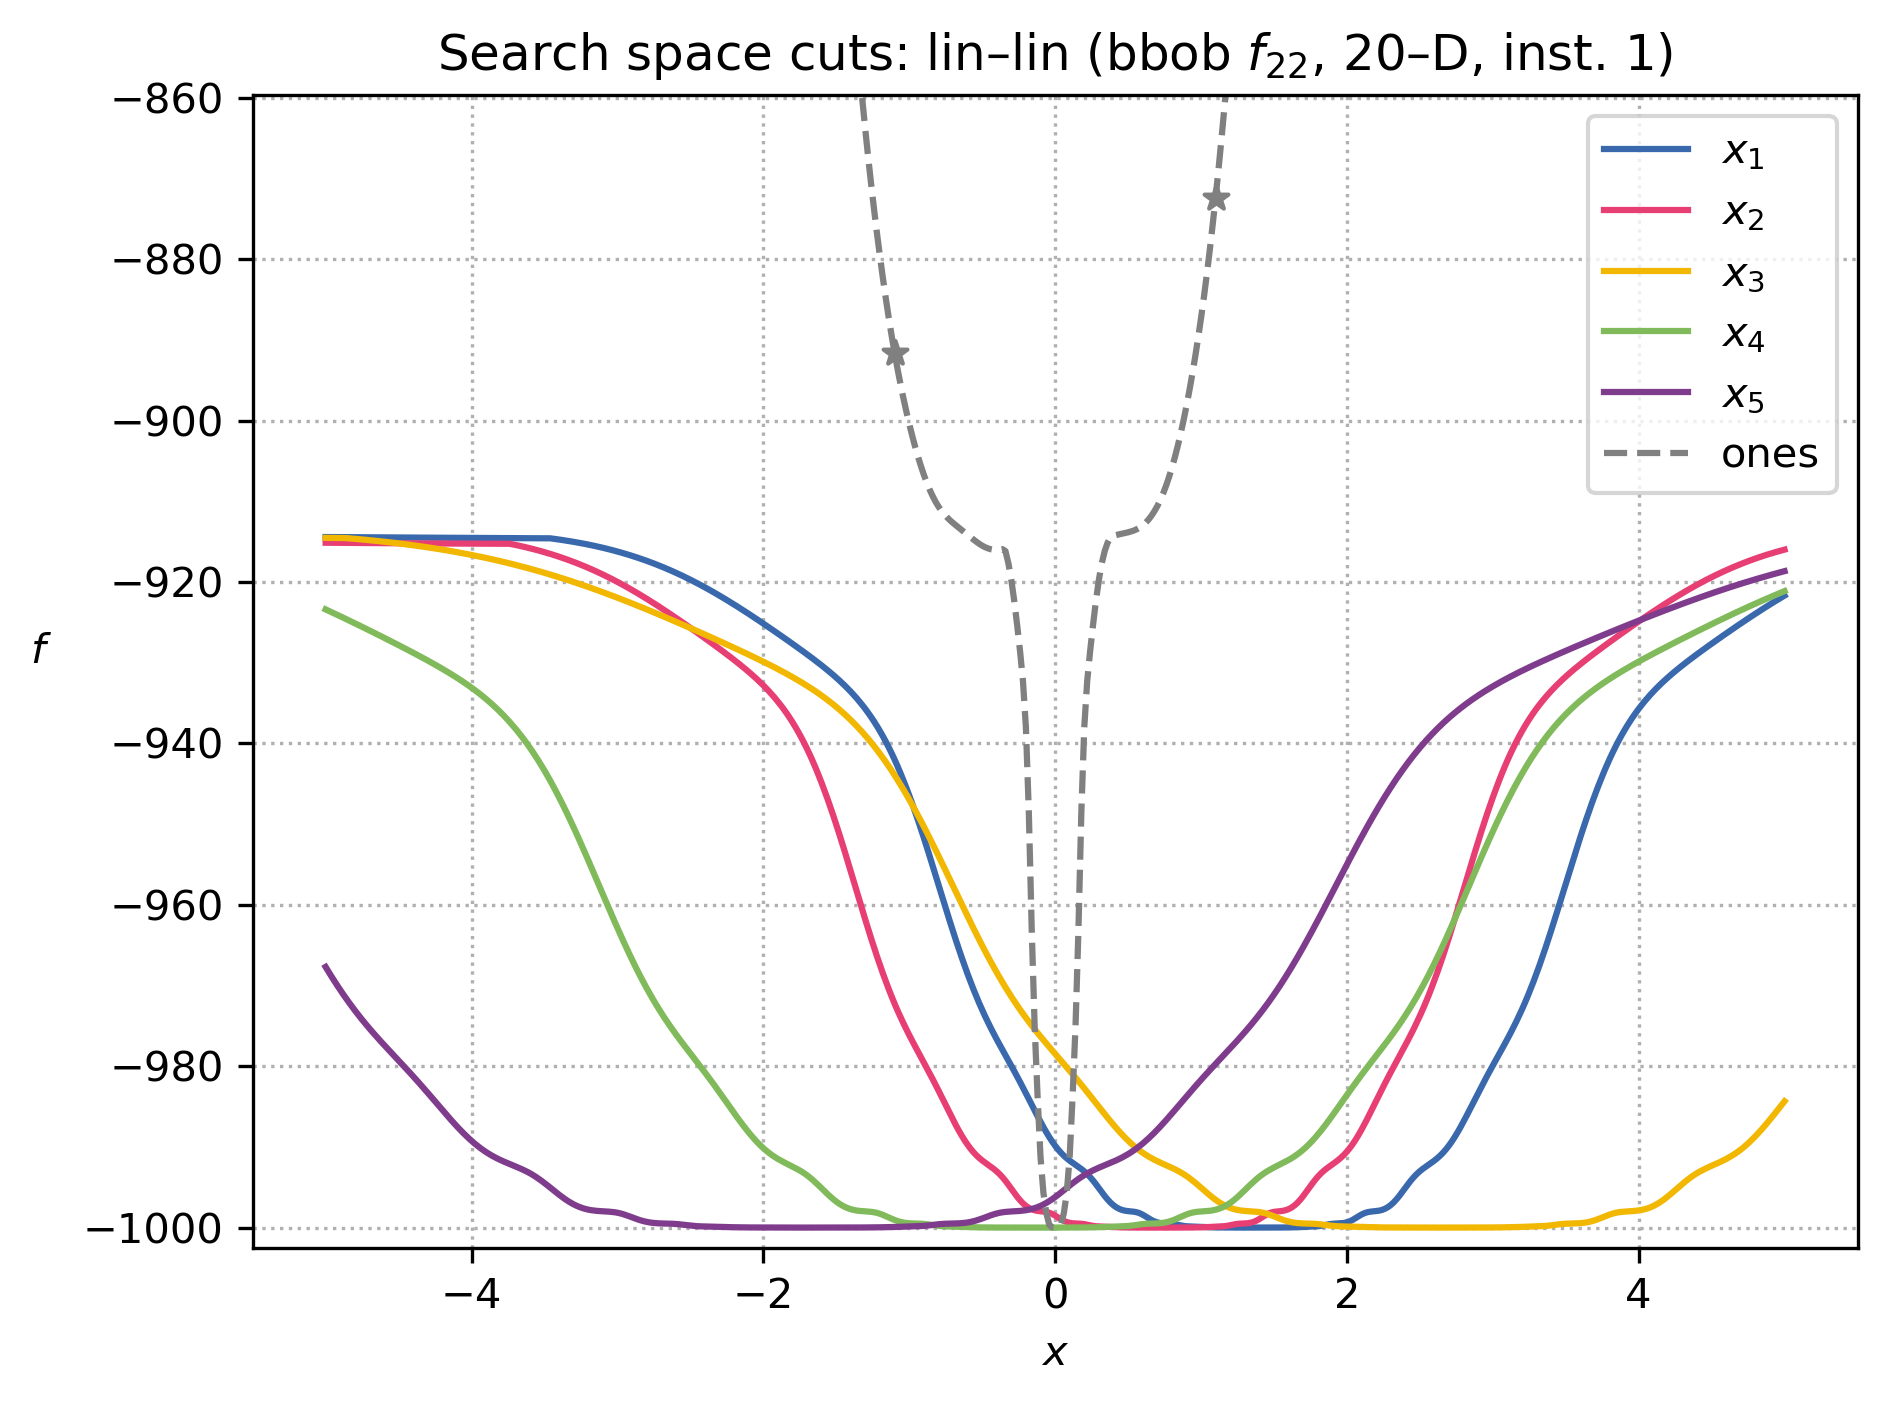 Search space cuts: lin–lin (bbob f₂₂, 20–D, inst. 1)
−860
−880
−900
−920
−940
−960
−980
−1000
f
−4
−2
0
2
4
x
x₁
x₂
x₃
x₄
x₅
ones